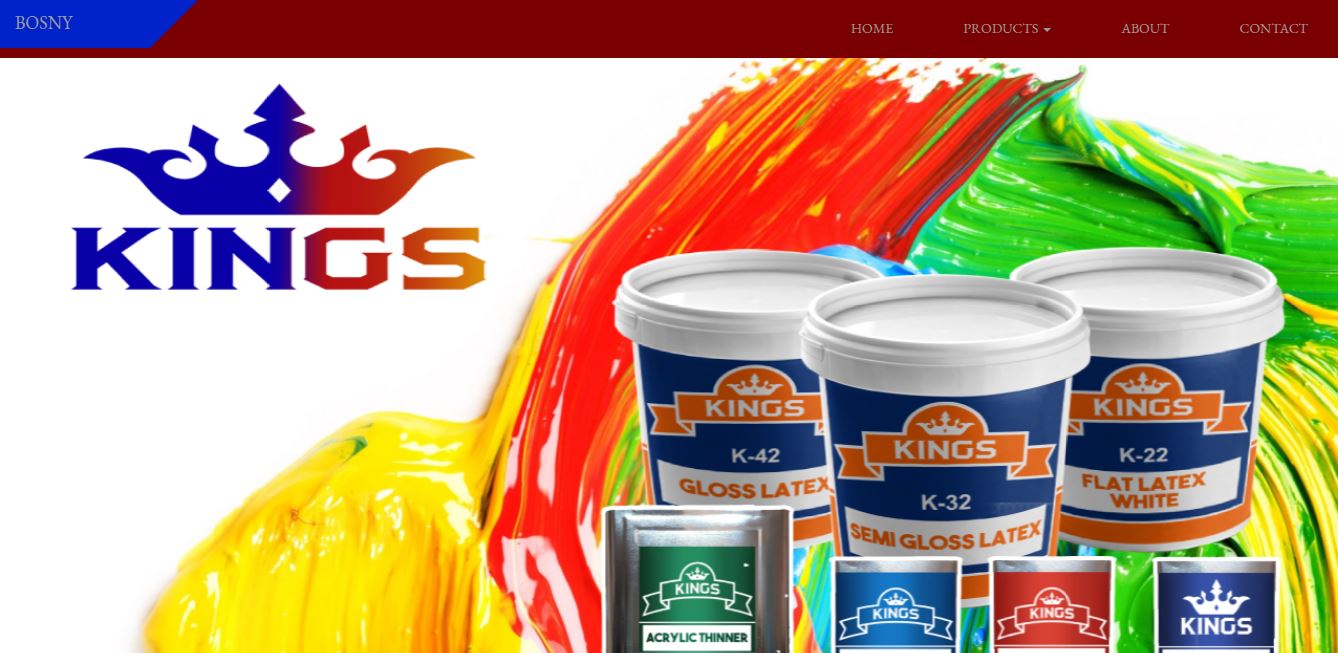 BOSNY
HOME
PRODUCTS
ABOUT
CONTACT
KINGS
KINGS
K-42
GLOSS LATEX
KINGS
K-32
SEMI GLOSS LATEX
KINGS
K-22
FLAT LATEX
WHITE
KINGS
ACRYLIC THINNER
KINGS
KINGS
KINGS